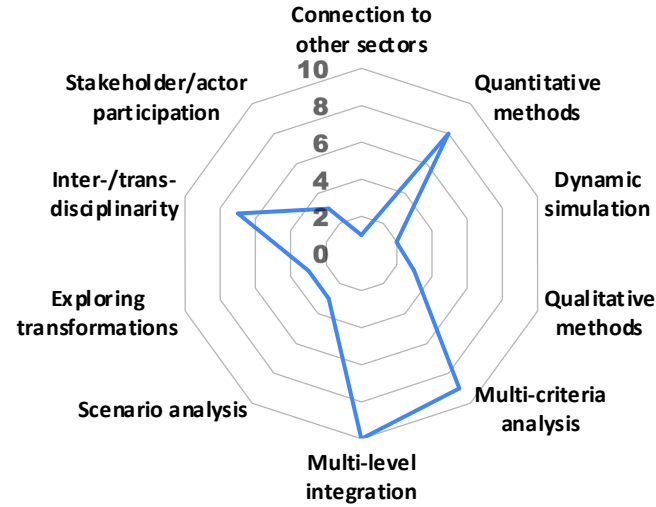 Connection to
other sectors
Quantitative
methods
Dynamic
simulation
Qualitative
methods
Multi-criteria
analysis
Multi-level
integration
Scenario analysis
Exploring
transformations
Inter-/trans-
disciplinarity
Stakeholder/actor
participation
10
8
6
4
2
0